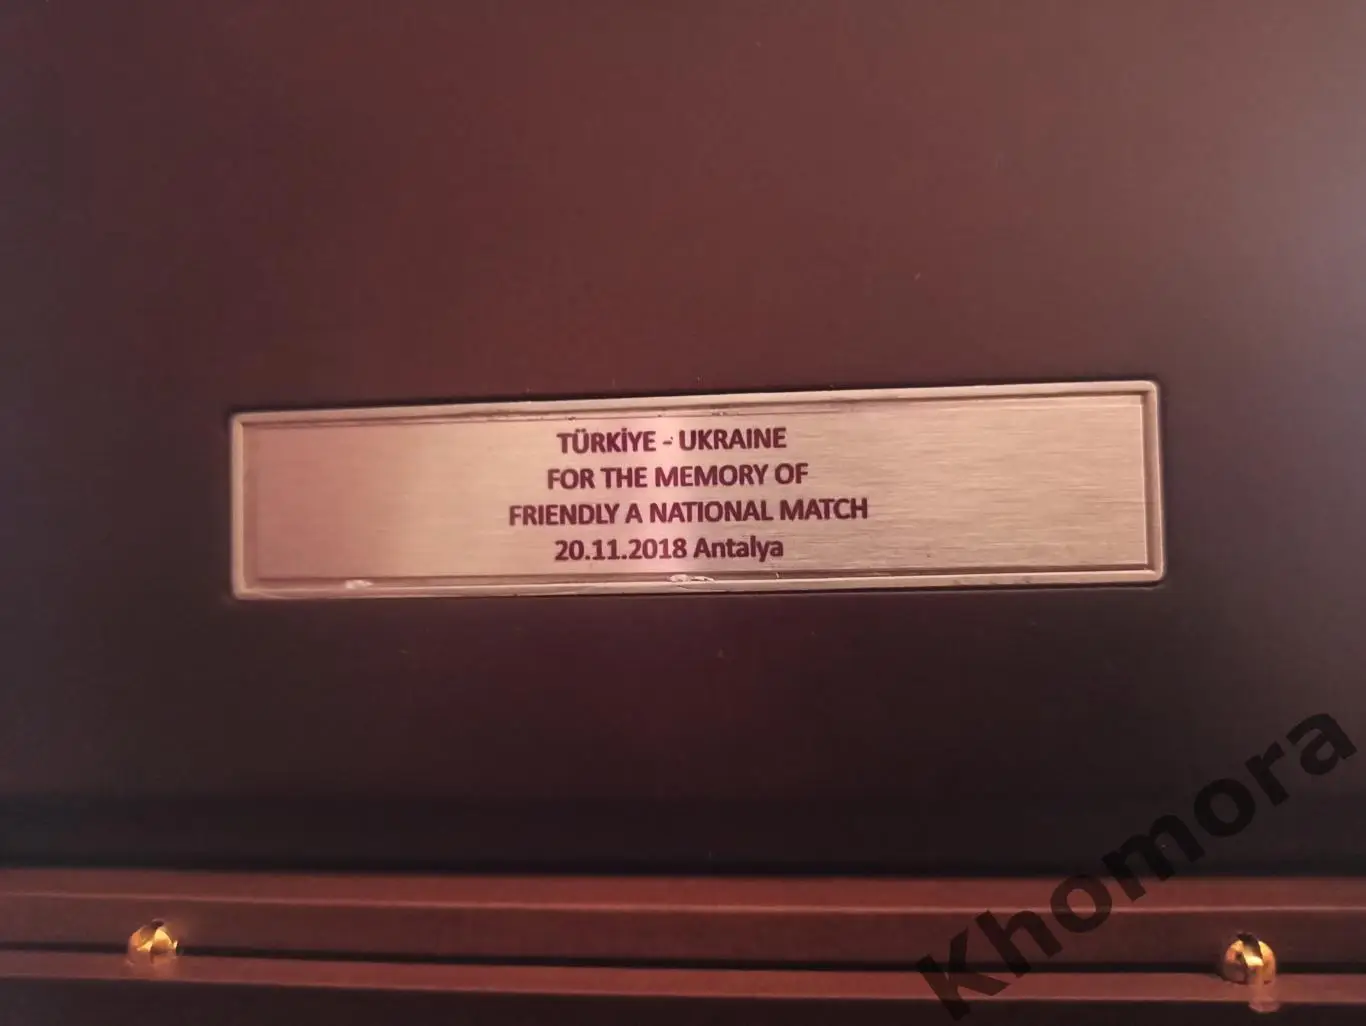 TÜRKİYE - UKRAINE
FOR THE MEMORY OF
FRIENDLY A NATIONAL MATCH
20.11.2018 Antalya
Khomora